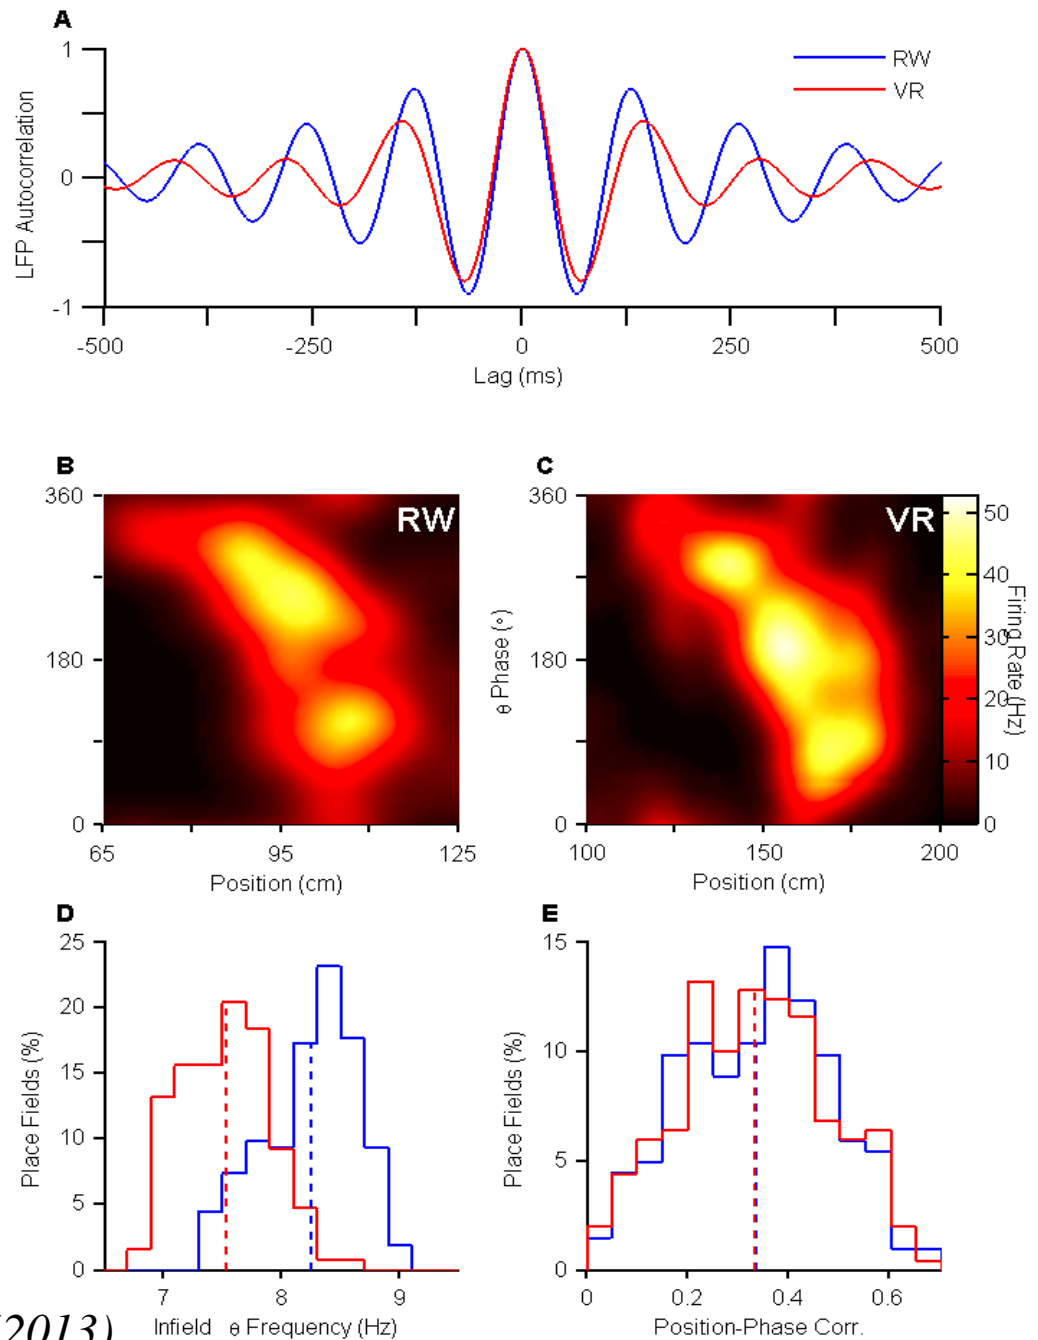 A
1
0
-1
LFP Autocorrelation
RW
VR
-500 -250 0 250 500
Lag (ms)
B
360
180
0
RW
65 95 125
Position (cm)
C
360
180
0
θ Phase (°)
VR
50
40
30
20
10
0
Firing Rate (Hz)
100 150 200
Position (cm)
D
25
20
15
10
5
0
Place Fields (%)
7 8 9
Infield θ Frequency (Hz)
E
15
10
5
0
Place Fields (%)
0 0.2 0.4 0.6
Position-Phase Corr.
2013)